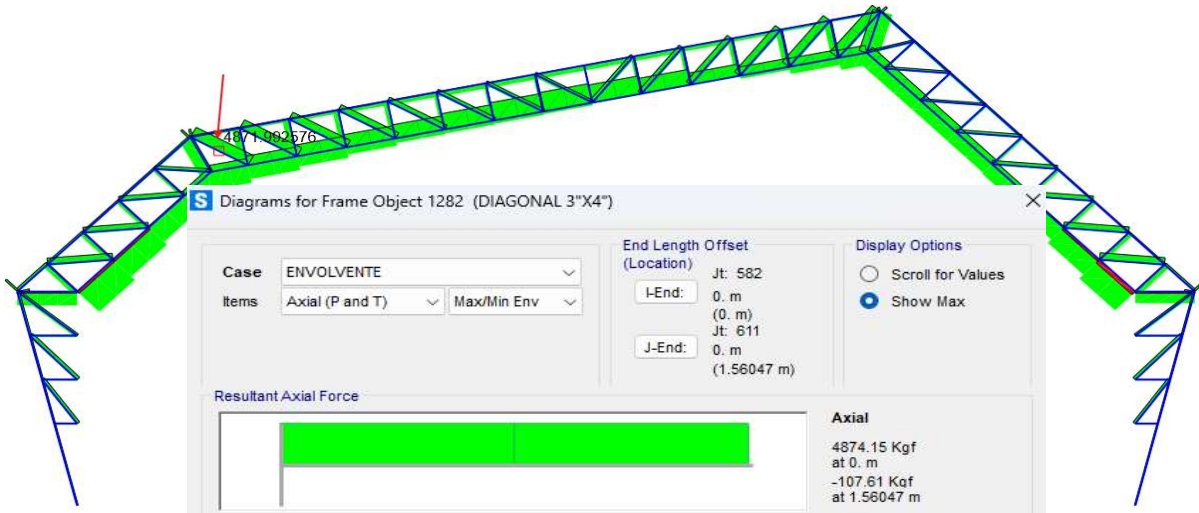 4871.992576
S Diagrams for Frame Object 1282 (DIAGONAL 3"X4")
Case ENVOLVENTE
Items Axial (P and T) Max/Min Env
End Length Offset
(Location)
I-End:
Jt: 582
0. m
(0. m)
J-End:
Jt: 611
0. m
(1.56047 m)
Display Options
Scroll for Values
Show Max
Resultant Axial Force
Axial
4874.15 Kgf
at 0. m
-107.61 Kgf
at 1.56047 m